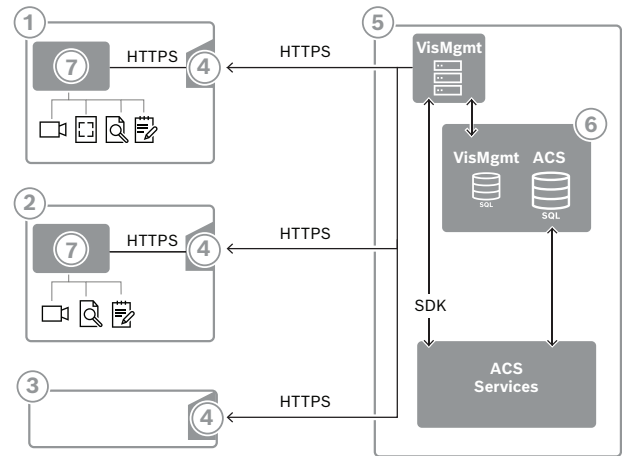 1
5
7
HTTPS
4
HTTPS
VisMgmt
6
VisMgmt ACS
SQL
SQL
2
7
HTTPS
4
HTTPS
SDK
ACS
Services
3
4
HTTPS